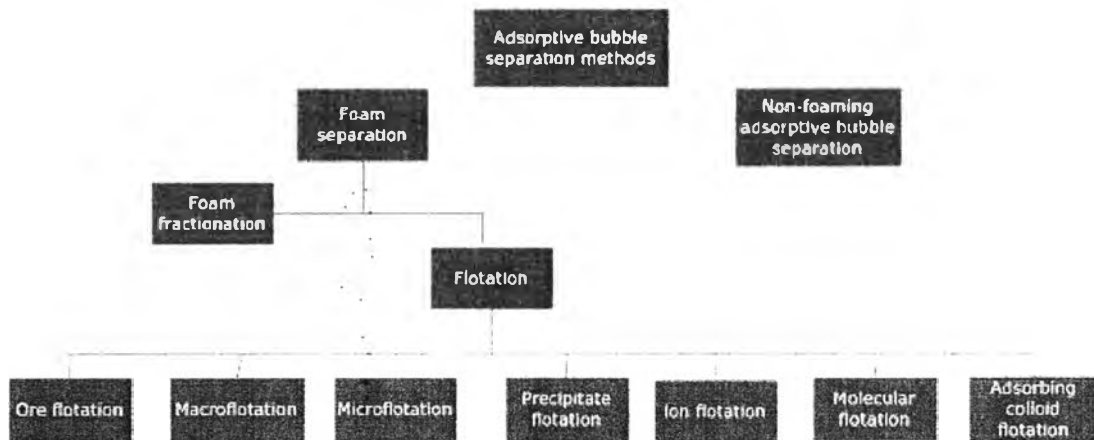 Adsorptive bubble
separation methods
Foam
separation
Non-foaming
adsorptive bubble
separation
Foam
fractionation
Flotation
Ore flotation
Macroflotation
Microflotation
Precipitate
flotation
Ion flotation
Molecular
flotation
Adsorbing
colloid
flotation